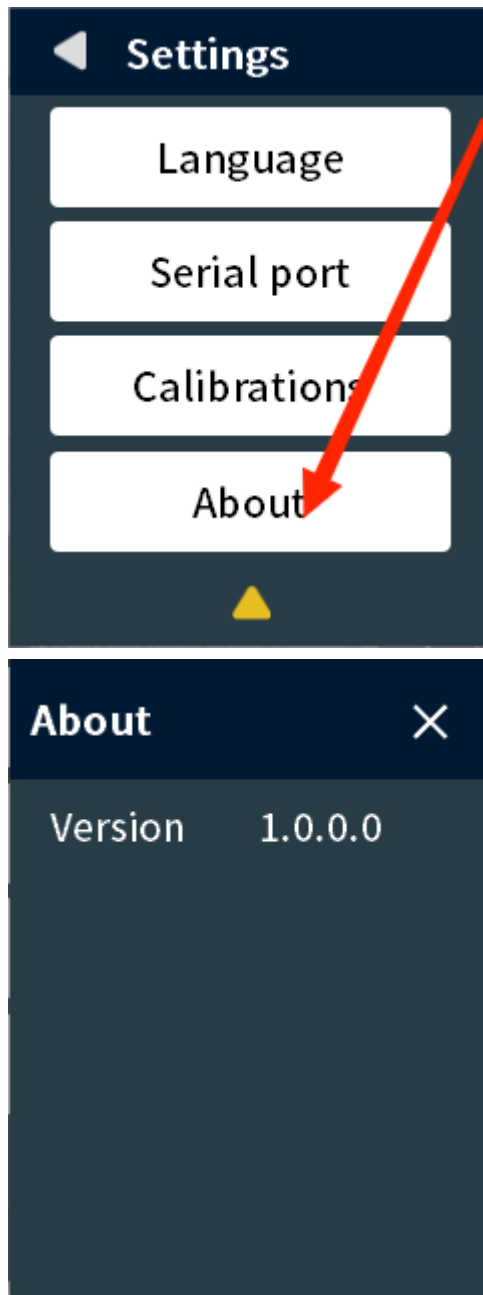 Settings
Language
Serial port
Calibrations
About
About
Version 1.0.0.0